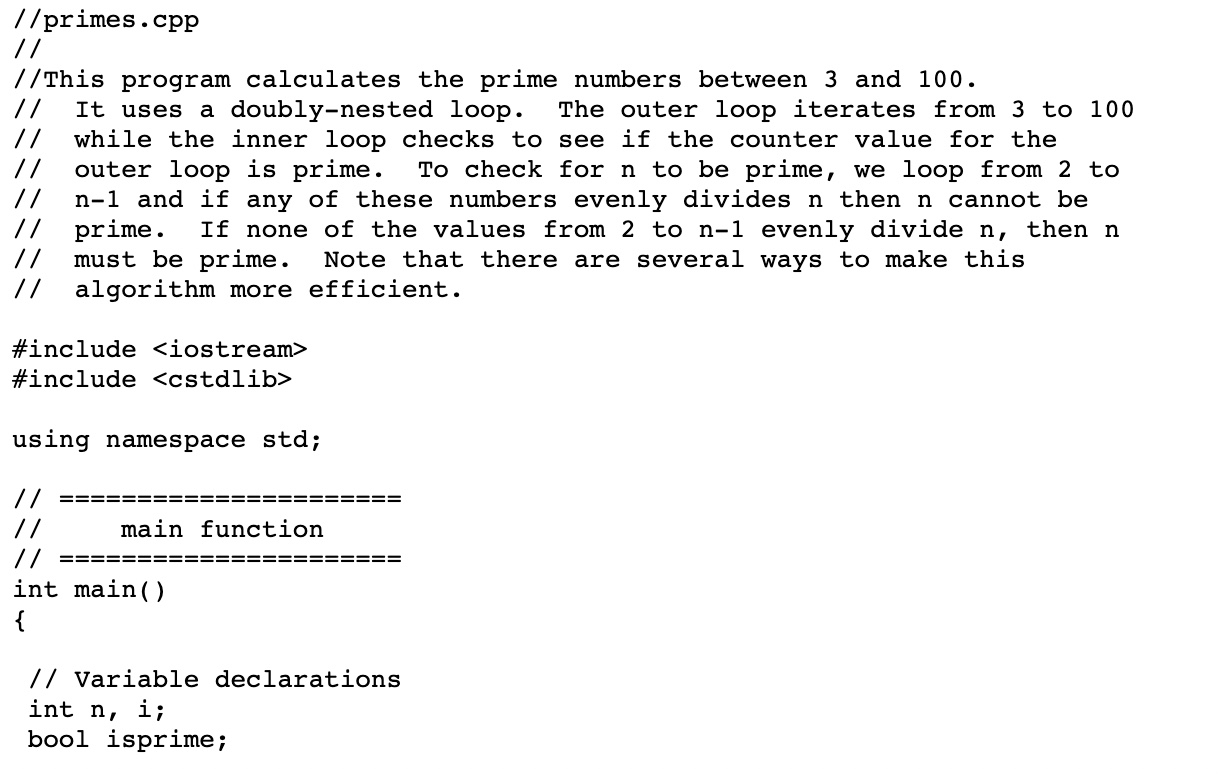 //primes.cpp
//
//This program calculates the prime numbers between 3 and 100.
//  It uses a doubly-nested loop.  The outer loop iterates from 3 to 100
//  while the inner loop checks to see if the counter value for the
//  outer loop is prime.  To check for n to be prime, we loop from 2 to
//  n-1 and if any of these numbers evenly divides n then n cannot be
//  prime.  If none of the values from 2 to n-1 evenly divide n, then n
//  must be prime.  Note that there are several ways to make this
//  algorithm more efficient.

#include <iostream>
#include <cstdlib>

using namespace std;

// ======================
//     main function
// ======================
int main()
{

 // Variable declarations
 int n, i;
 bool isprime;